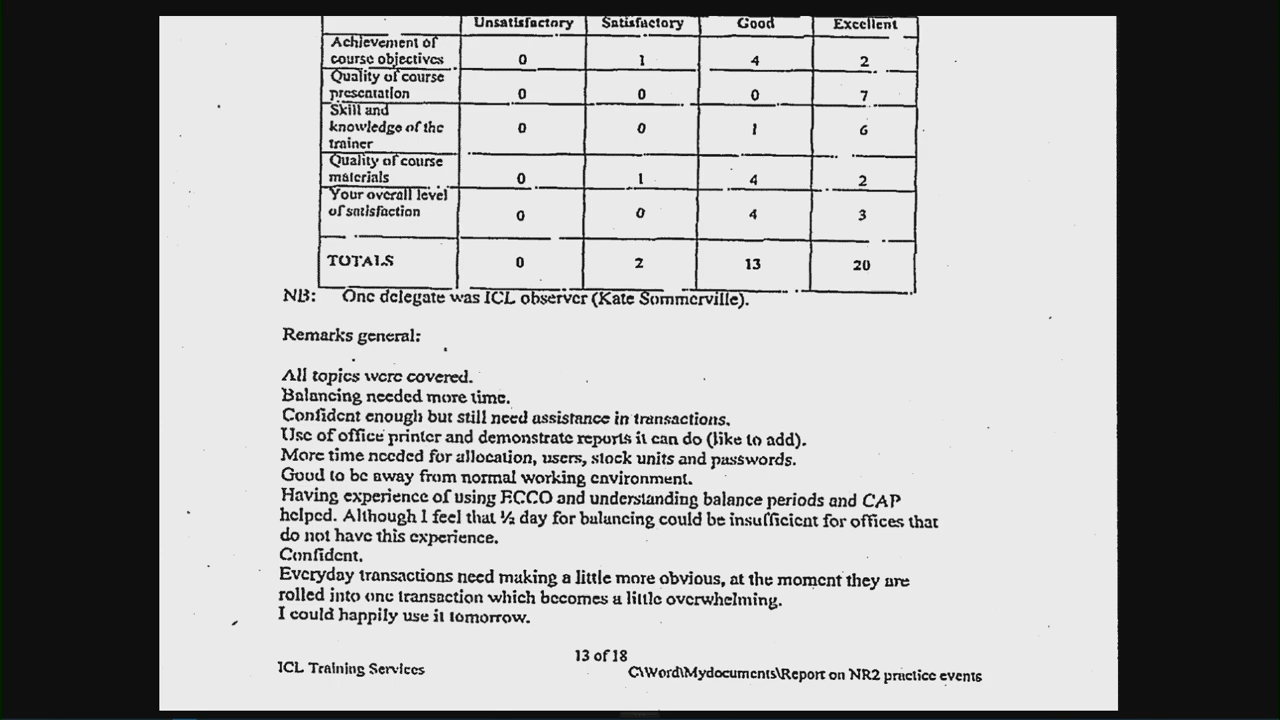 Unsatisfactory Satisfactory Good Excellent
Achievement of
course objectives 0 1 4 2
Quality of course
presentation 0 0 0 7
Skill and
knowledge of the 0 0 1 6
trainer
Quality of course
materials 0 1 4 2
Your overall level
of satisfaction 0 0 4 3
TOTALS 0 2 13 20
NB: One delegate was ICL observer (Kate Sommerville).
Remarks general:
All topics were covered.
Balancing needed more time.
Confident enough but still need assistance in transactions.
Use of office printer and demonstrate reports it can do (like to add).
More time needed for allocation, users, stock units and passwords.
Good to be away from normal working environment.
Having experience of using ECCO and understanding balance periods and CAP
helped. Although I feel that ½ day for balancing could be insufficient for offices that
do not have this experience.
Confident.
Everyday transactions need making a little more obvious, at the moment they are
rolled into one transaction which becomes a little overwhelming.
I could happily use it tomorrow.
13 of 18
ICL Training Services C\Word\Mydocuments\Report on NR2 practice events